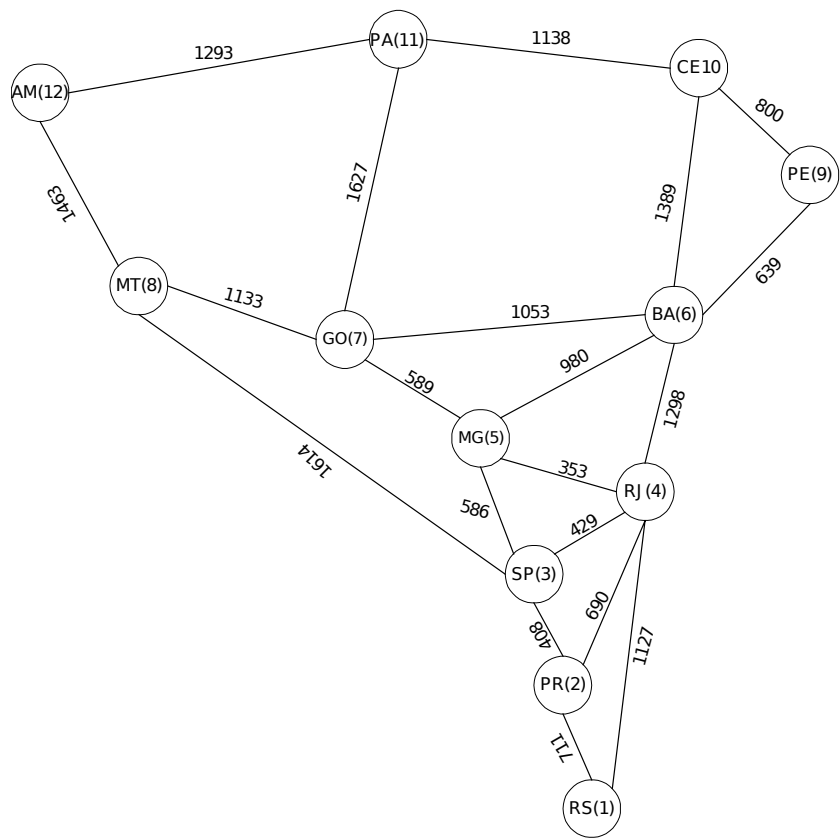 PA(11)
1138
1293
CE10
AM(12)
800
PE(9)
1627
1463
1389
639
MT(8)
1133
1053
BA(6)
GO(7)
980
589
1298
MG(5)
353
1614
RJ(4)
586
429
SP(3)
690
408
1127
PR(2)
711
RS(1)